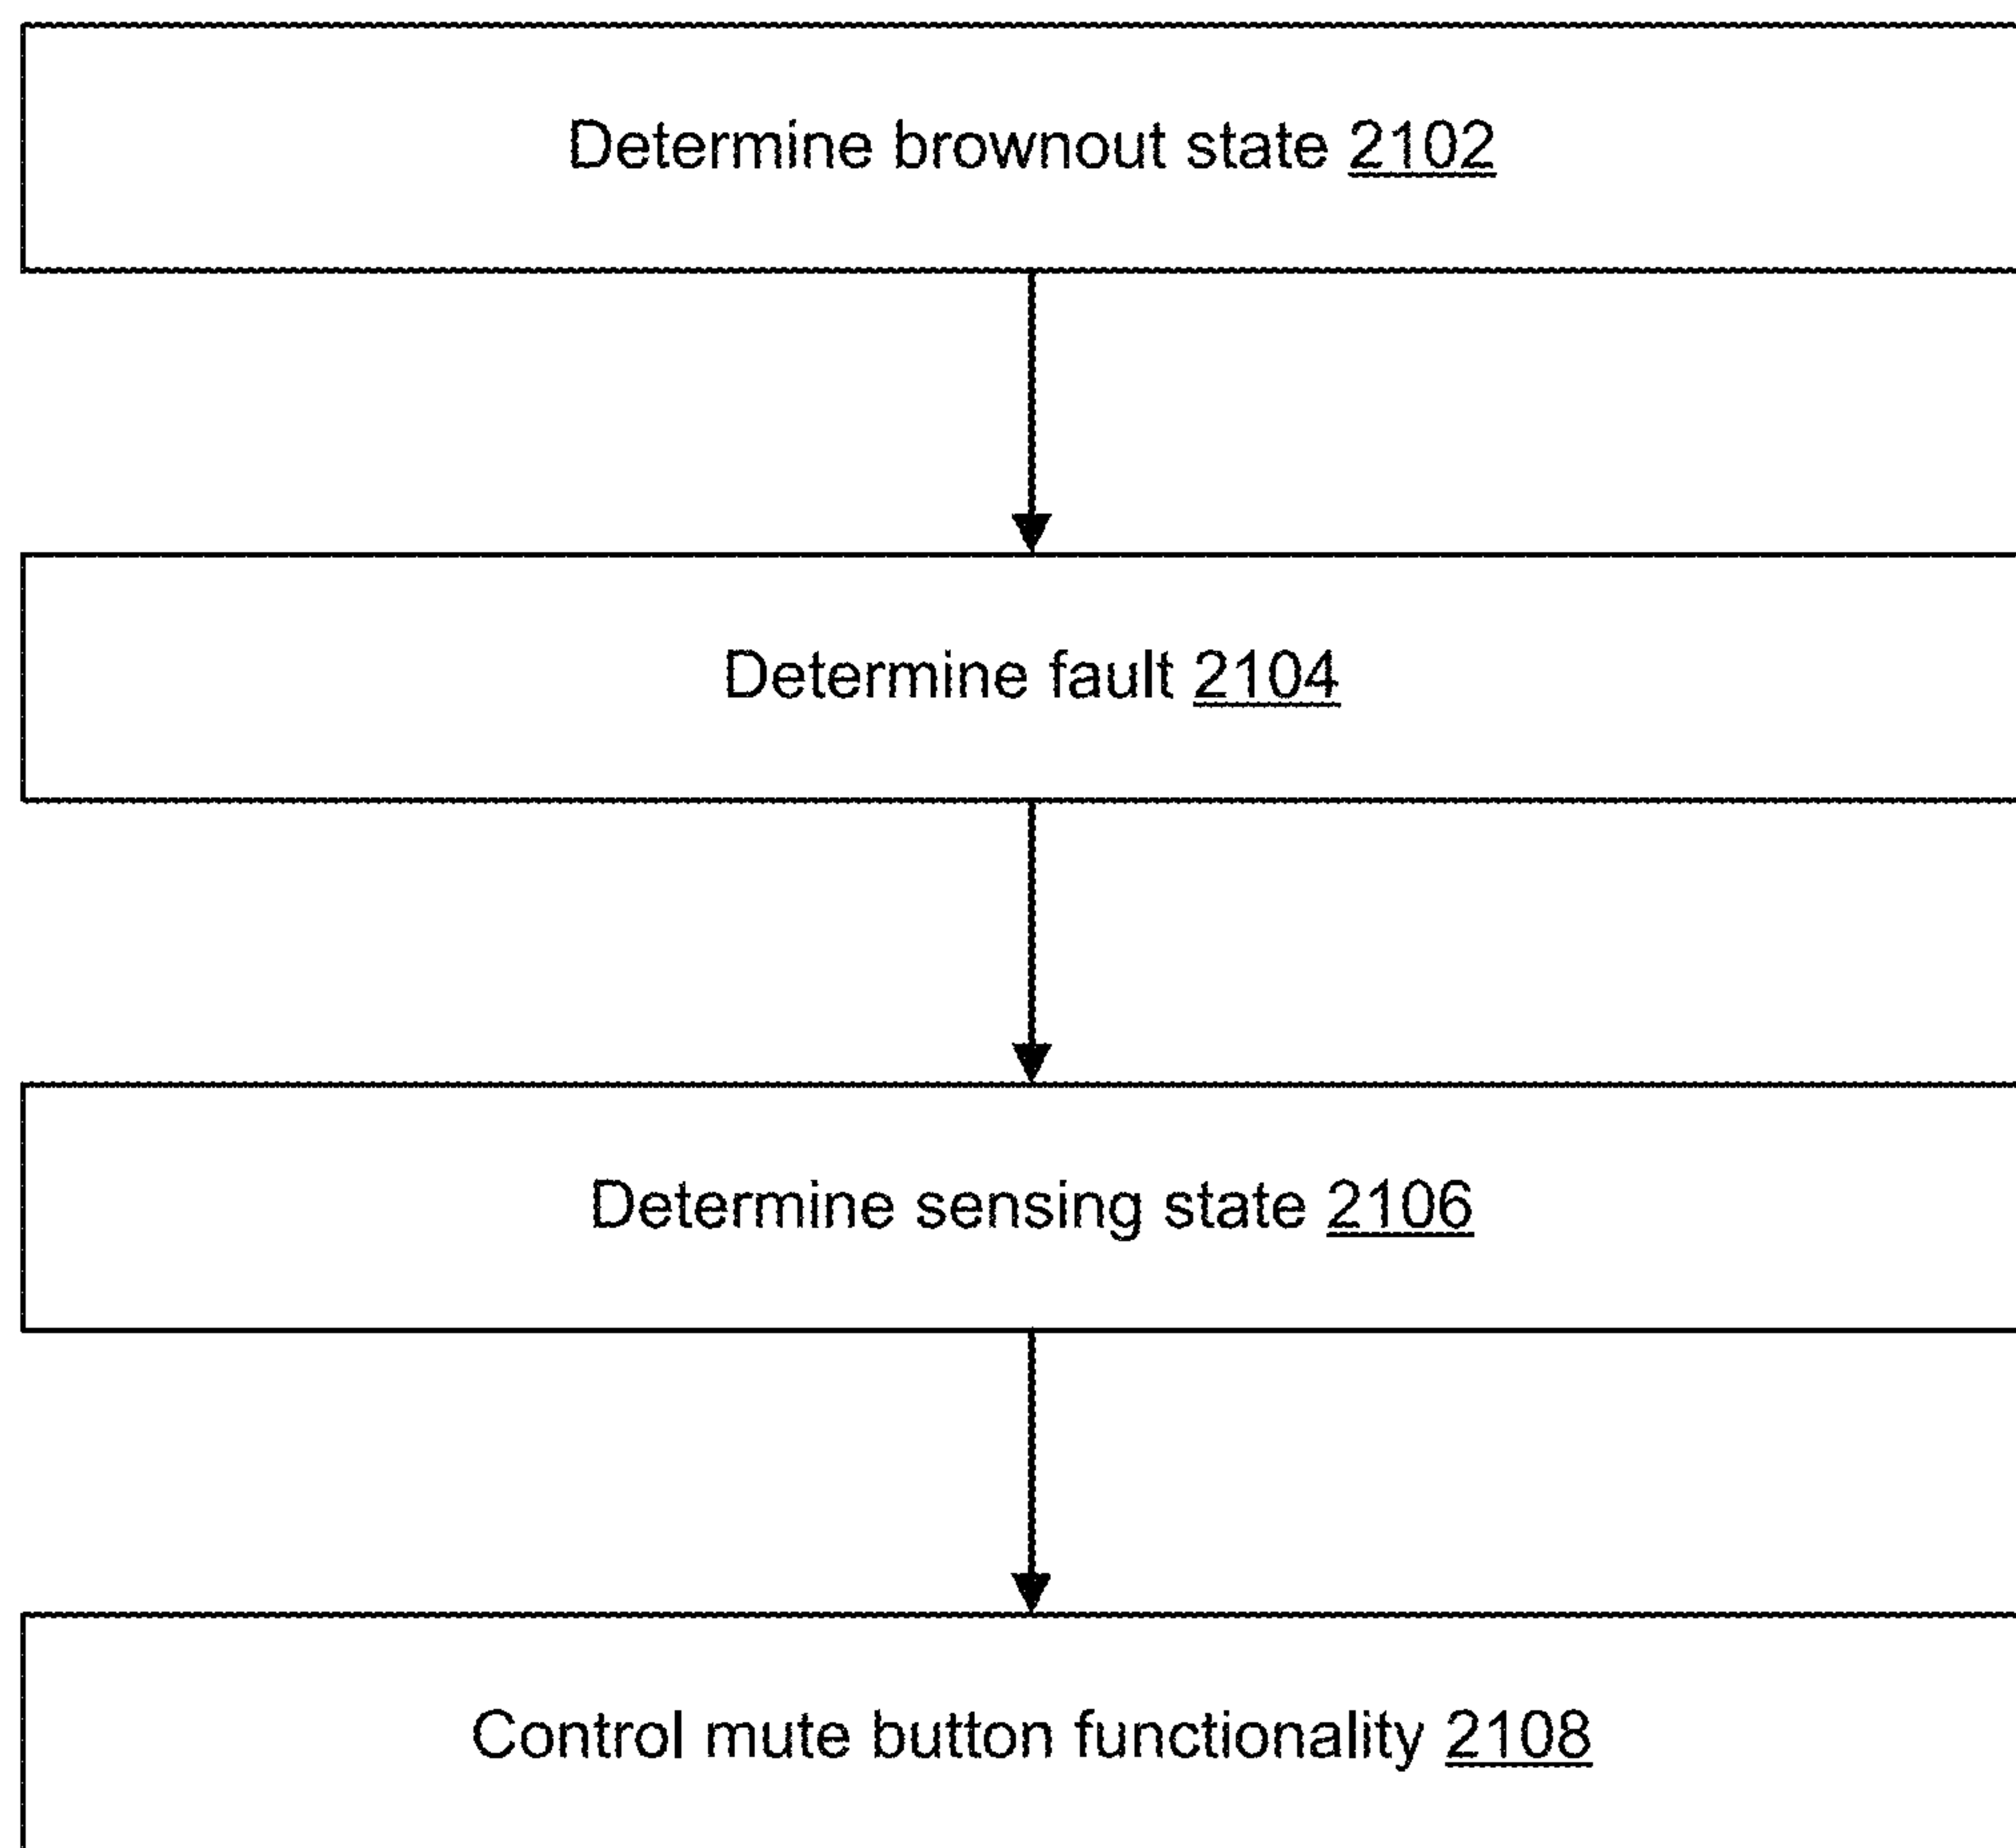 Determine brownout state 2102
Determine fault 2104
Determine sensing state 2106
Control mute button functionality 2108